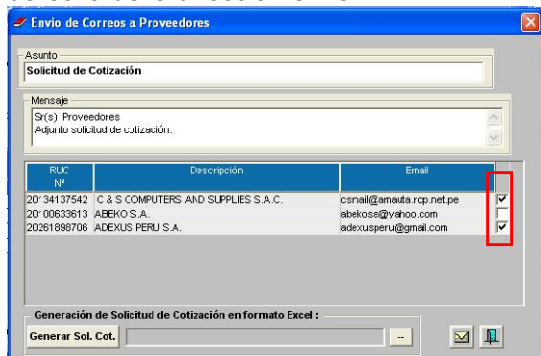 Envio de Correos a Proveedores
Asunto
Solicitud de Cotización
Mensaje
Sr(s) Proveedores
Adjunto solicitud de cotización.
RUC Nº Descripción Email
20134137542 C & S COMPUTERS AND SUPPLIES S.A.C. csmail@amauta.rcp.net.pe
20100633613 ABEKO S.A. abekosa@yahoo.com
20261898706 ADEXUS PERU S.A. adexusperu@gmail.com
Generación de Solicitud de Cotización en formato Excel :
Generar Sol. Cot. ...